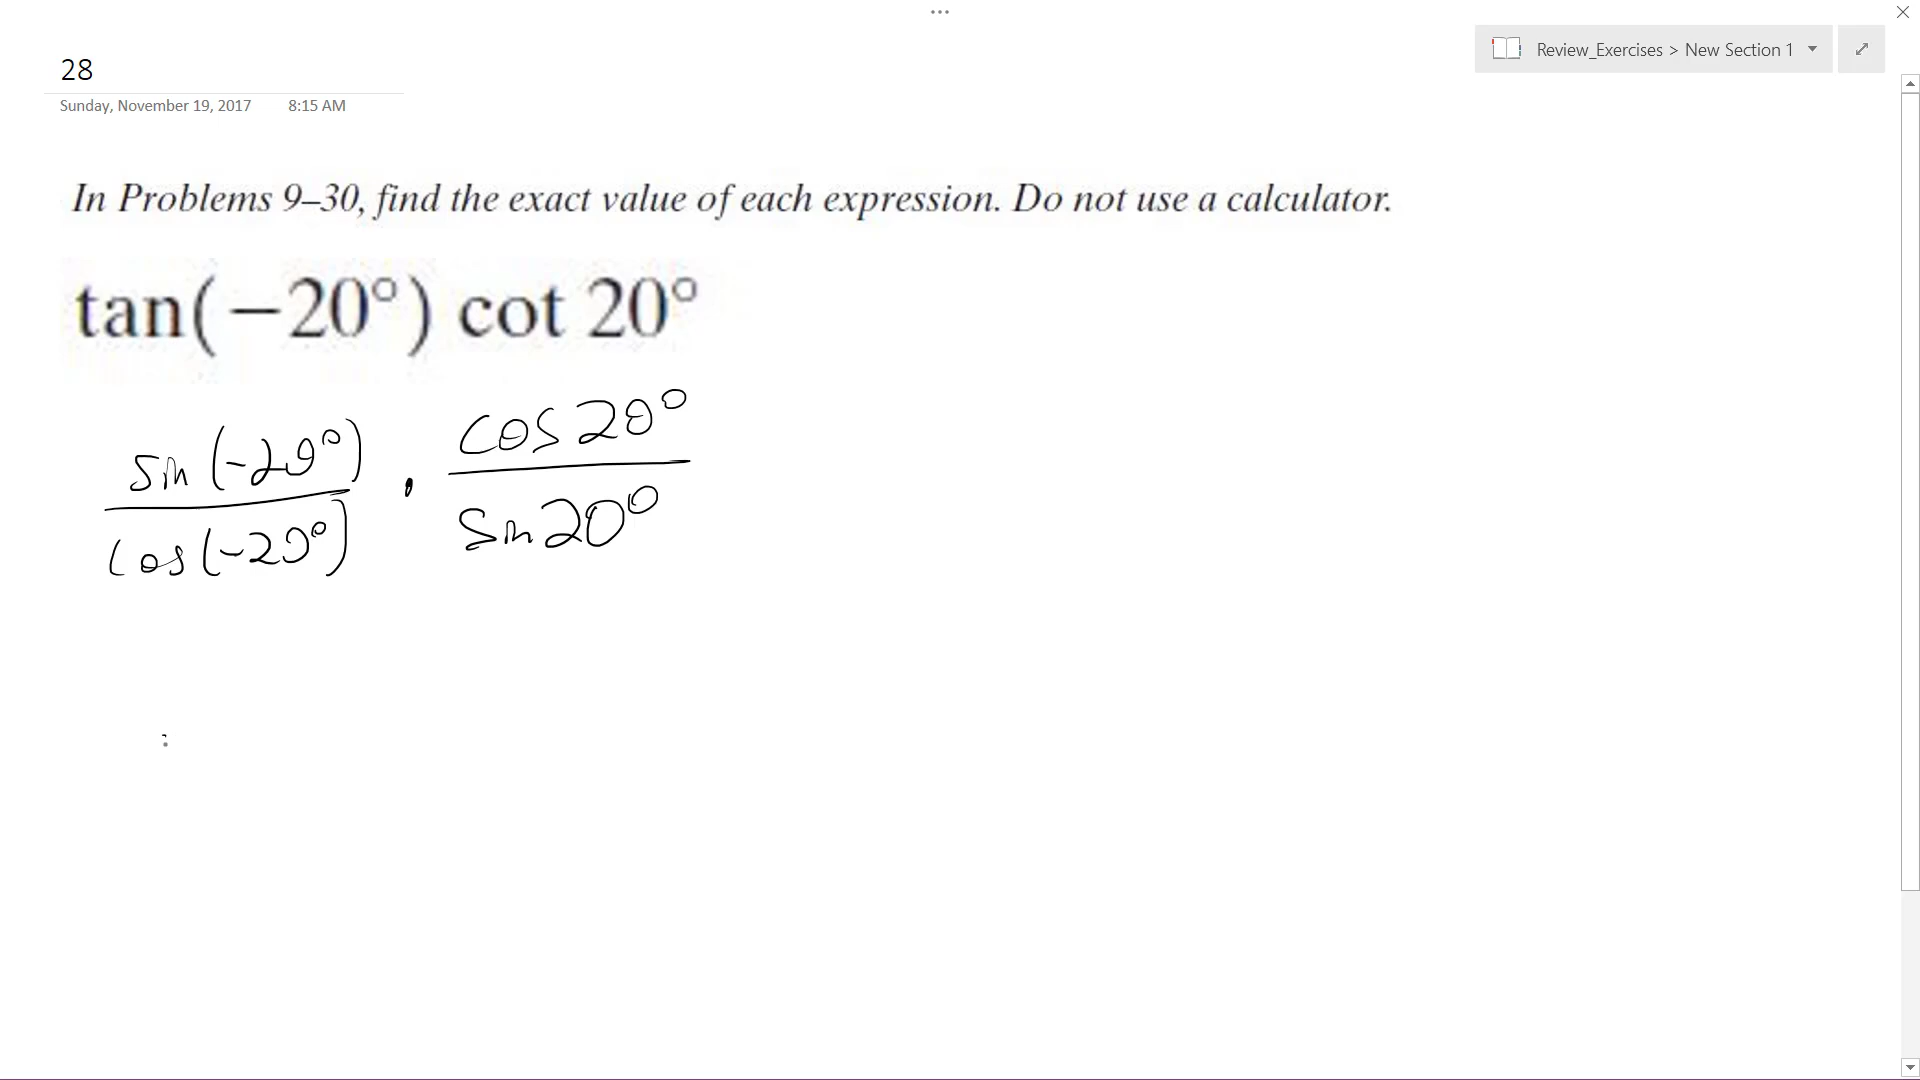 ...
Review_Exercises > New Section 1
28
Sunday, November 19, 2017 8:15 AM
In Problems 9–30, find the exact value of each expression. Do not use a calculator.
tan(−20°) cot 20°
sin (-20°) / cos (-20°) · cos 20° / sin 20°